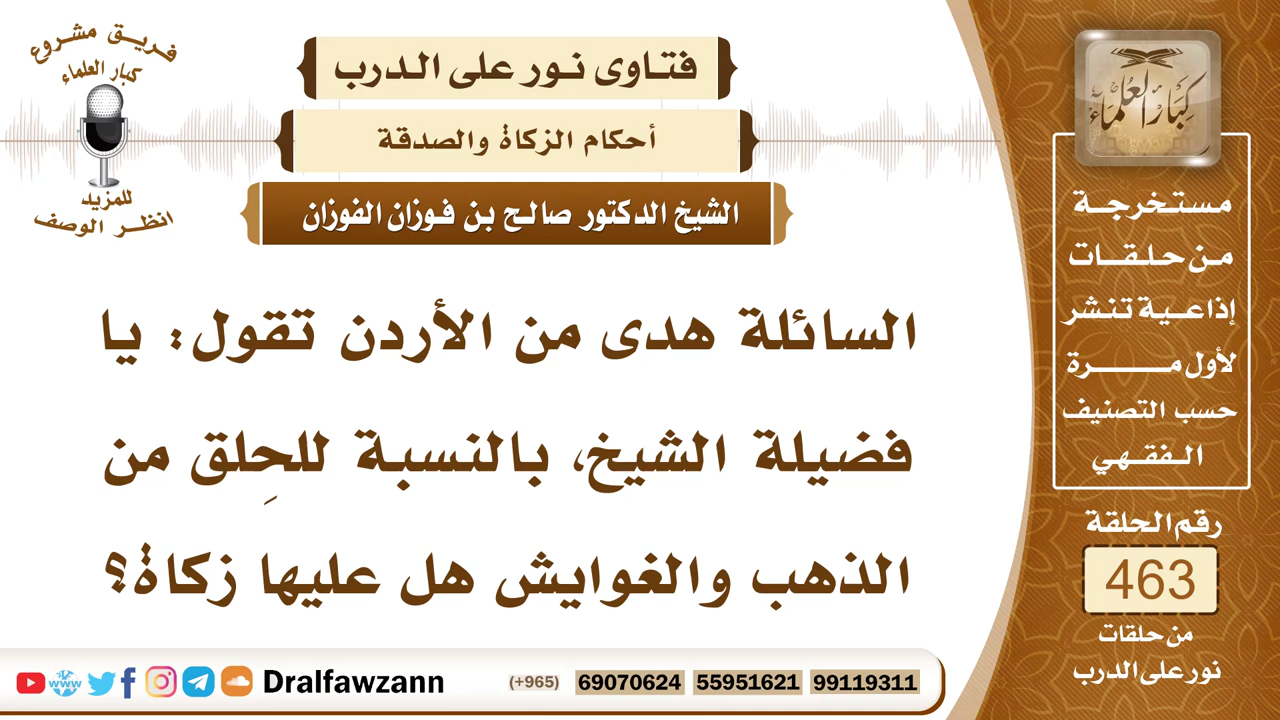 فريق مشروع
كبار العلماء
للمزيد
انظر الوصف
فتاوى نور على الدرب
أحكام الزكاة والصدقة
الشيخ الدكتور صالح بن فوزان الفوزان
السائلة هدى من الأردن تقول: يا
فضيلة الشيخ، بالنسبة للحِلق من
الذهب والغوايش هل عليها زكاة؟
كبار العلماء
مستخرجة
من حلقات
إذاعية تنشر
لأول مرة
حسب التصنيف
الفقهي
رقم الحلقة
463
من حلقات
نور على الدرب
www Dralfawzann (+965) 69070624 55951621 99119311